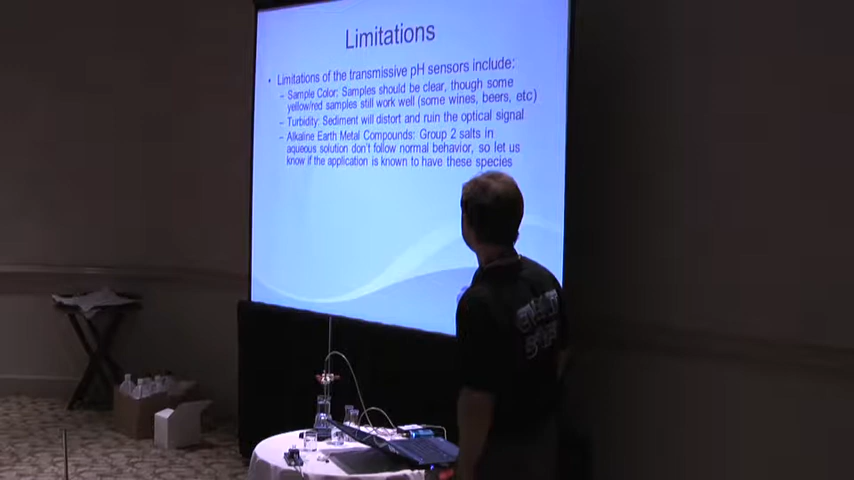 Limitations
• Limitations of the transmissive pH sensors include:
– Sample Color: Samples should be clear, though some
yellow/red samples still work well (some wines, beers, etc)
– Turbidity: Sediment will distort and ruin the optical signal
– Alkaline Earth Metal Compounds: Group 2 salts in
aqueous solution don't follow normal behavior, so let us
know if the application is known to have these species